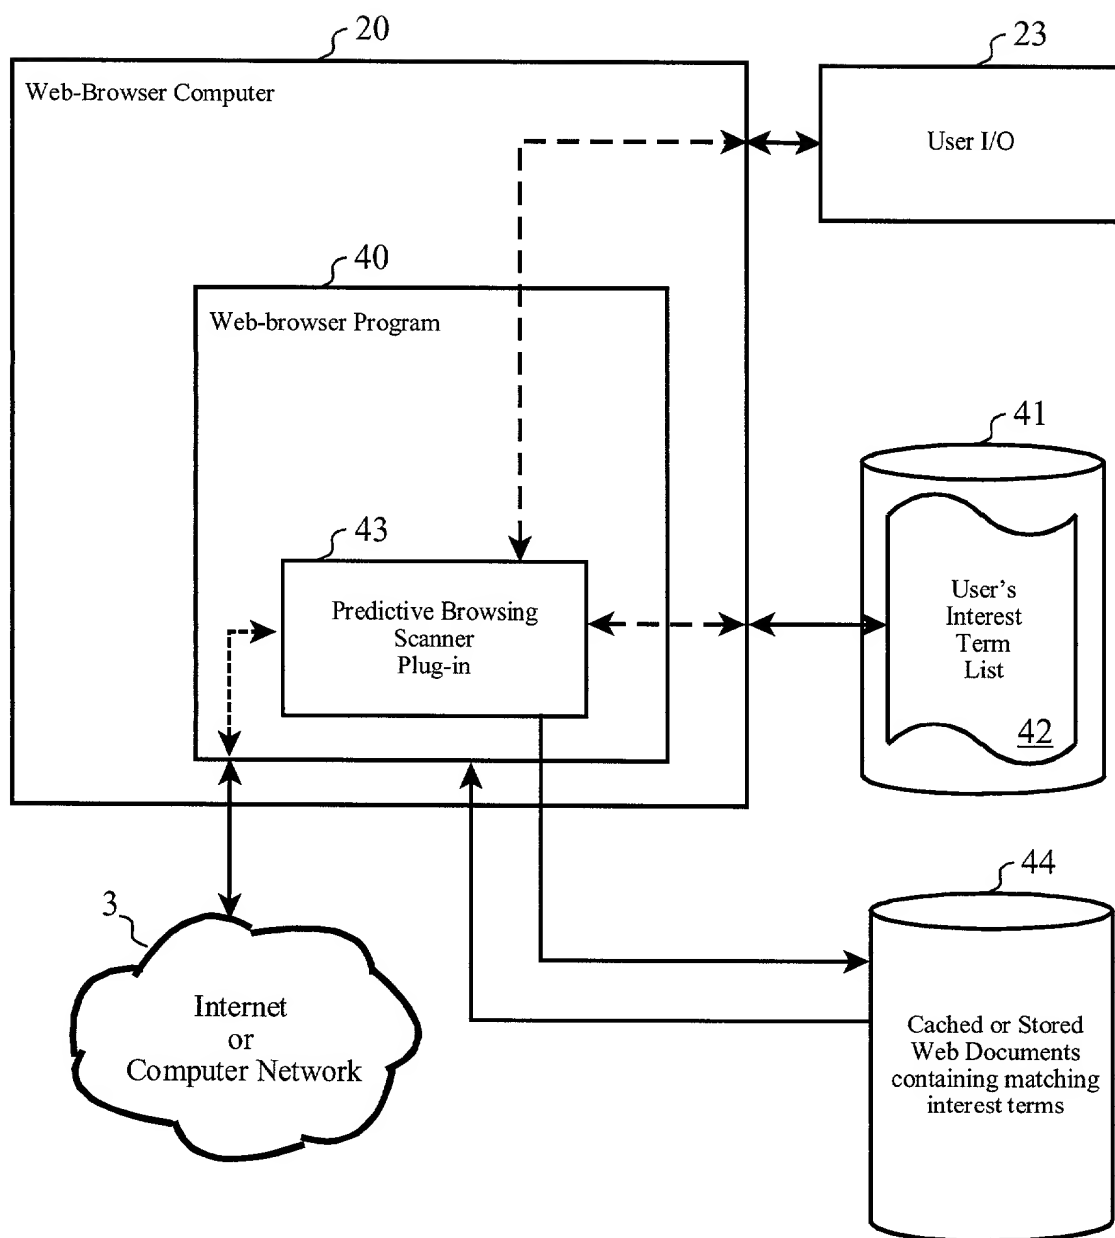 20
23
Web-Browser Computer
User I/O
40
Web-browser Program
41
43
Predictive Browsing
Scanner
Plug-in
User's
Interest
Term
List
42
44
3
Internet
or
Computer Network
Cached or Stored
Web Documents
containing matching
interest terms